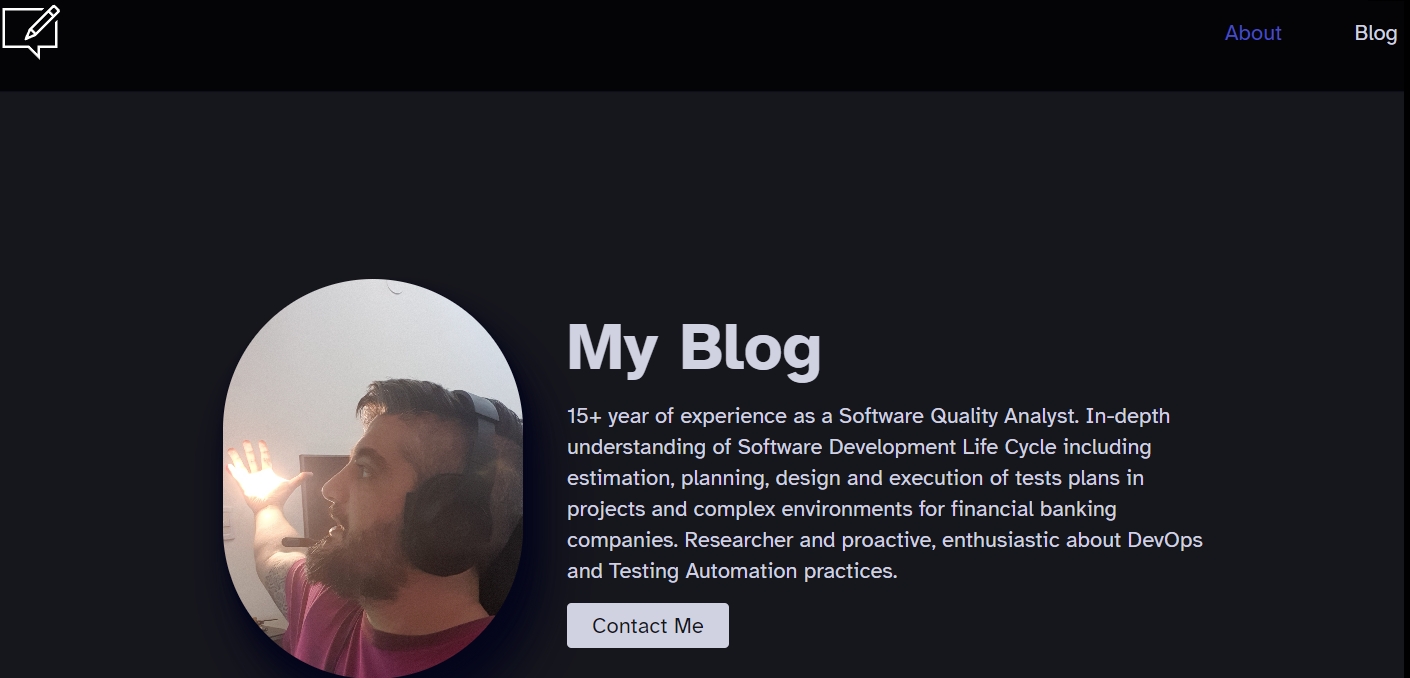 About
Blog
My Blog
15+ year of experience as a Software Quality Analyst. In-depth
understanding of Software Development Life Cycle including
estimation, planning, design and execution of tests plans in
projects and complex environments for financial banking
companies. Researcher and proactive, enthusiastic about DevOps
and Testing Automation practices.
Contact Me